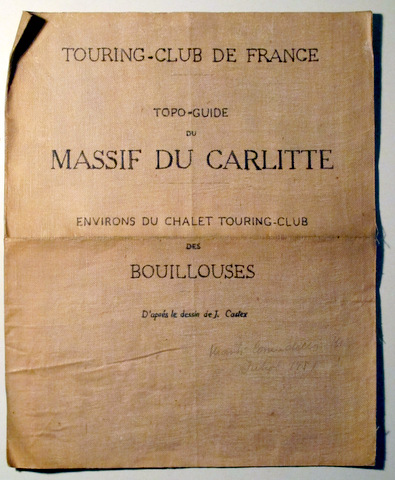 TOURING-CLUB DE FRANCE
TOPO-GUIDE
DU
MASSIF DU CARLITTE
ENVIRONS DU CHALET TOURING-CLUB
DES
BOUILLOUSES
D'après le dessin de J. Castex